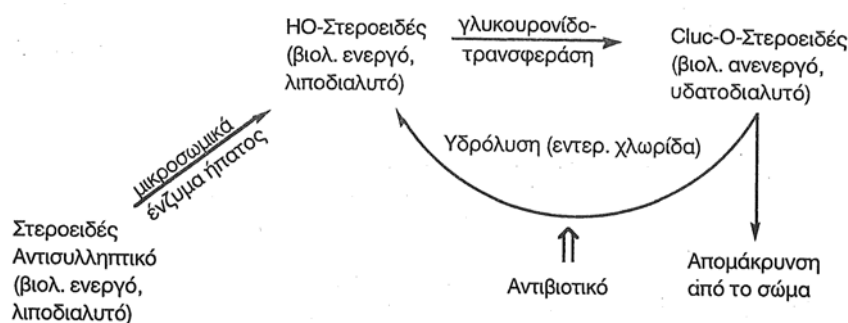 HO-Στεροειδές
(βιολ. ενεργό,
λιποδιαλυτό)
γλυκουρονίδο-
τρανσφεράση
Cluc-O-Στεροειδές
(βιολ. ανενεργό,
υδατοδιαλυτό)
μικροσωμικά
ένζυμα ήπατος
Υδρόλυση (εντερ. χλωρίδα)
Στεροειδές
Αντισυλληπτικό
(βιολ. ενεργό,
λιποδιαλυτό)
Αντιβιοτικό
Απομάκρυνση
από το σώμα